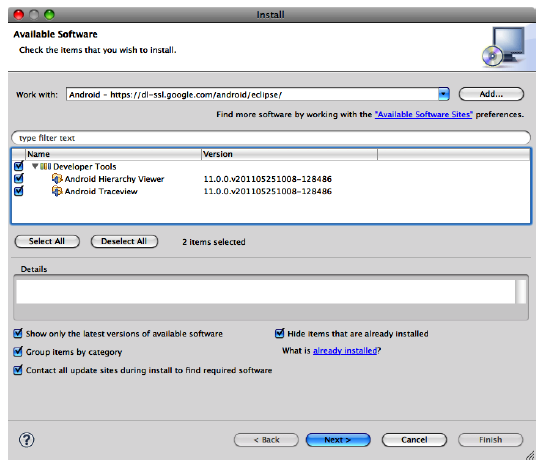 Install
Available Software
Check the items that you wish to install.
Work with: Android - https://dl-ssl.google.com/android/eclipse/ Add...
Find more software by working with the "Available Software Sites" preferences.
type filter text
Name Version
Developer Tools
Android Hierarchy Viewer 11.0.0.v201105251008-128486
Android Traceview 11.0.0.v201105251008-128486
Select All Deselect All 2 items selected
Details
Show only the latest versions of available software Hide items that are already installed
Group items by category What is already installed?
Contact all update sites during install to find required software
? < Back Next > Cancel Finish